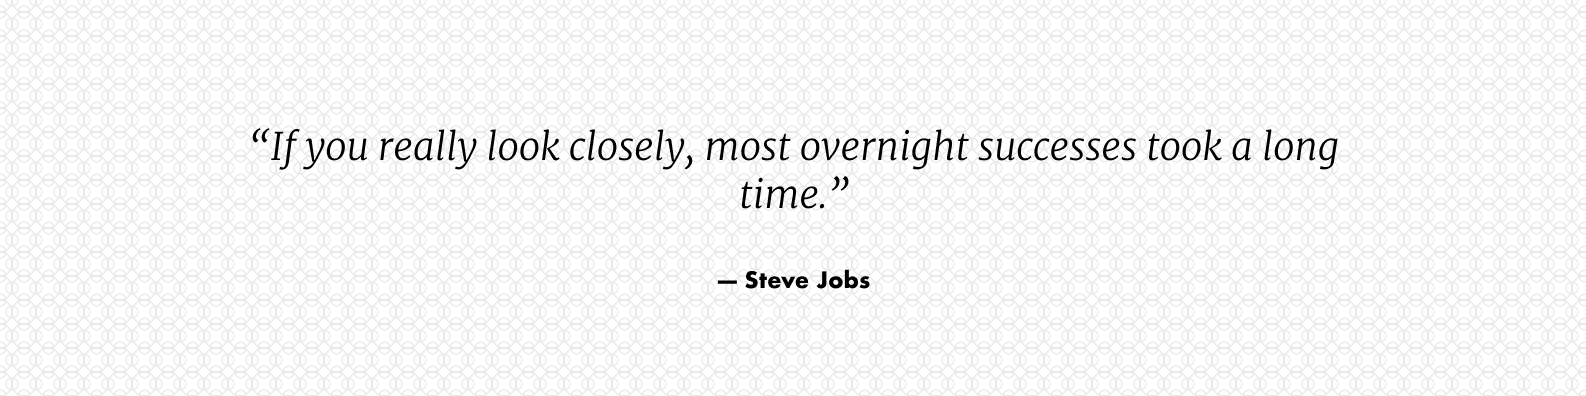 “If you really look closely, most overnight successes took a long
time.”
— Steve Jobs